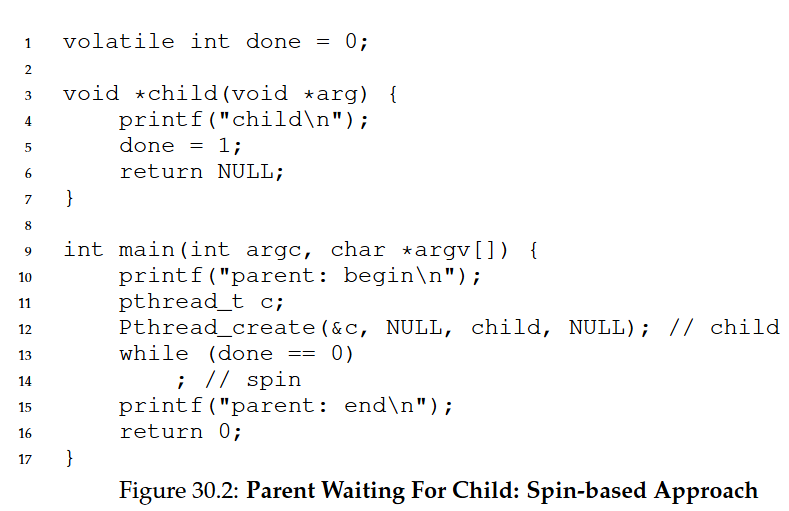 1 volatile int done = 0;
2
3 void *child(void *arg) {
4     printf("child\n");
5     done = 1;
6     return NULL;
7 }
8
9 int main(int argc, char *argv[]) {
10     printf("parent: begin\n");
11     pthread_t c;
12     Pthread_create(&c, NULL, child, NULL); // child
13     while (done == 0)
14         ; // spin
15     printf("parent: end\n");
16     return 0;
17 }
Figure 30.2: Parent Waiting For Child: Spin-based Approach